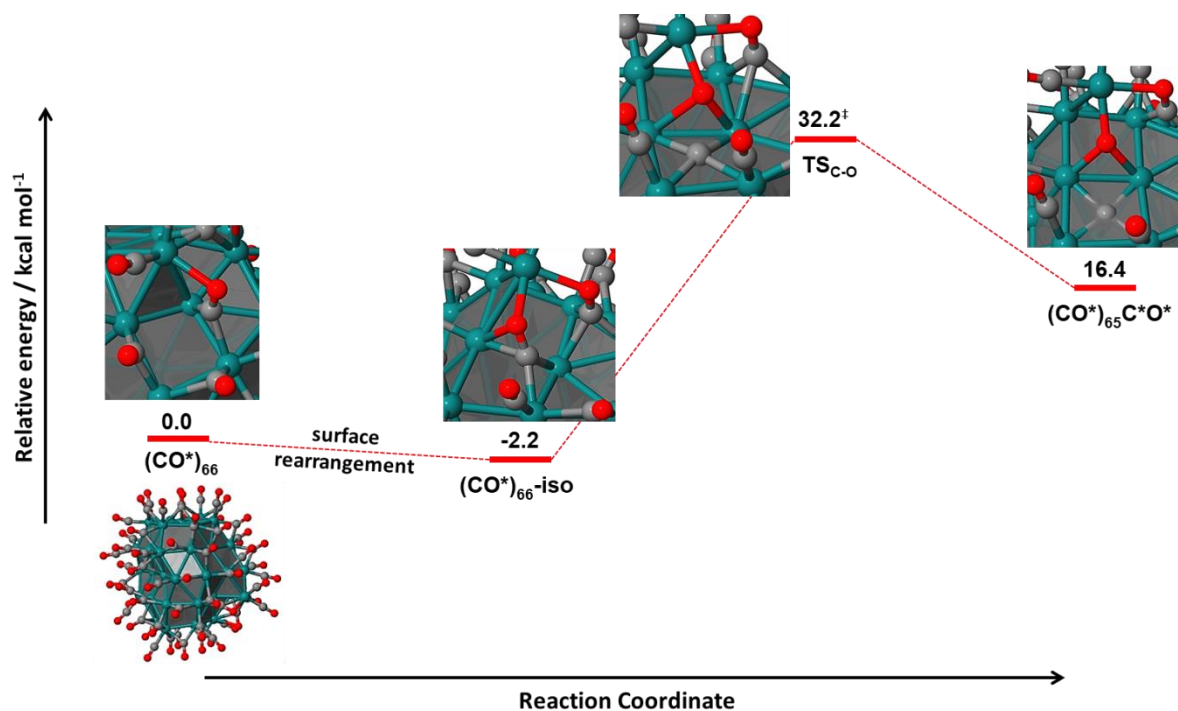 Relative energy / kcal mol⁻¹
0.0
(CO*)₆₆
surface
rearrangement
-2.2
(CO*)₆₆-iso
32.2‡
TS_C-O
16.4
(CO*)₆₅C*O*
Reaction Coordinate